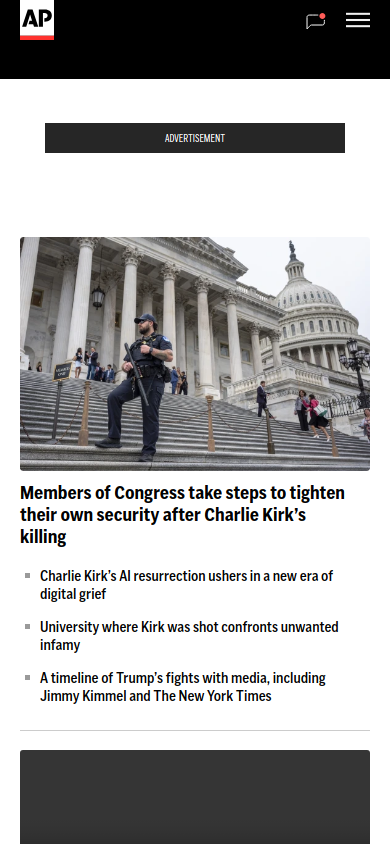 AP
ADVERTISEMENT
Members of Congress take steps to tighten
their own security after Charlie Kirk’s
killing
Charlie Kirk’s AI resurrection ushers in a new era of
digital grief
University where Kirk was shot confronts unwanted
infamy
A timeline of Trump’s fights with media, including
Jimmy Kimmel and The New York Times